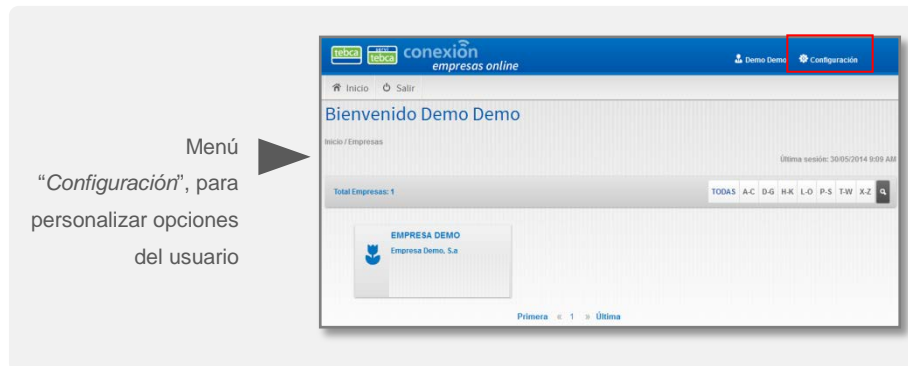 Menú
“Configuración”, para
personalizar opciones
del usuario
tebca tebca conexión
empresas online
Demo Demo Configuración
Inicio Salir
Bienvenido Demo Demo
Inicio / Empresas
Última sesión: 30/05/2014 9:09 AM
Total Empresas: 1 TODAS A-C D-G H-K L-O P-S T-W X-Z
EMPRESA DEMO
Empresa Demo, S.a
Primera « 1 » Última